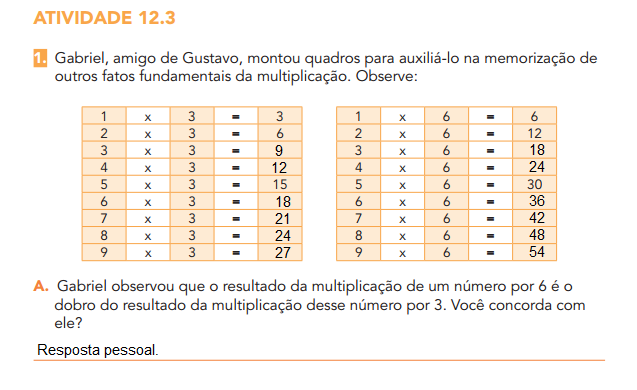 ATIVIDADE 12.3
1. Gabriel, amigo de Gustavo, montou quadros para auxiliá-lo na memorização de
outros fatos fundamentais da multiplicação. Observe:
1 x 3 = 3
2 x 3 = 6
3 x 3 = 9
4 x 3 = 12
5 x 3 = 15
6 x 3 = 18
7 x 3 = 21
8 x 3 = 24
9 x 3 = 27
1 x 6 = 6
2 x 6 = 12
3 x 6 = 18
4 x 6 = 24
5 x 6 = 30
6 x 6 = 36
7 x 6 = 42
8 x 6 = 48
9 x 6 = 54
A. Gabriel observou que o resultado da multiplicação de um número por 6 é o
dobro do resultado da multiplicação desse número por 3. Você concorda com
ele?
Resposta pessoal.